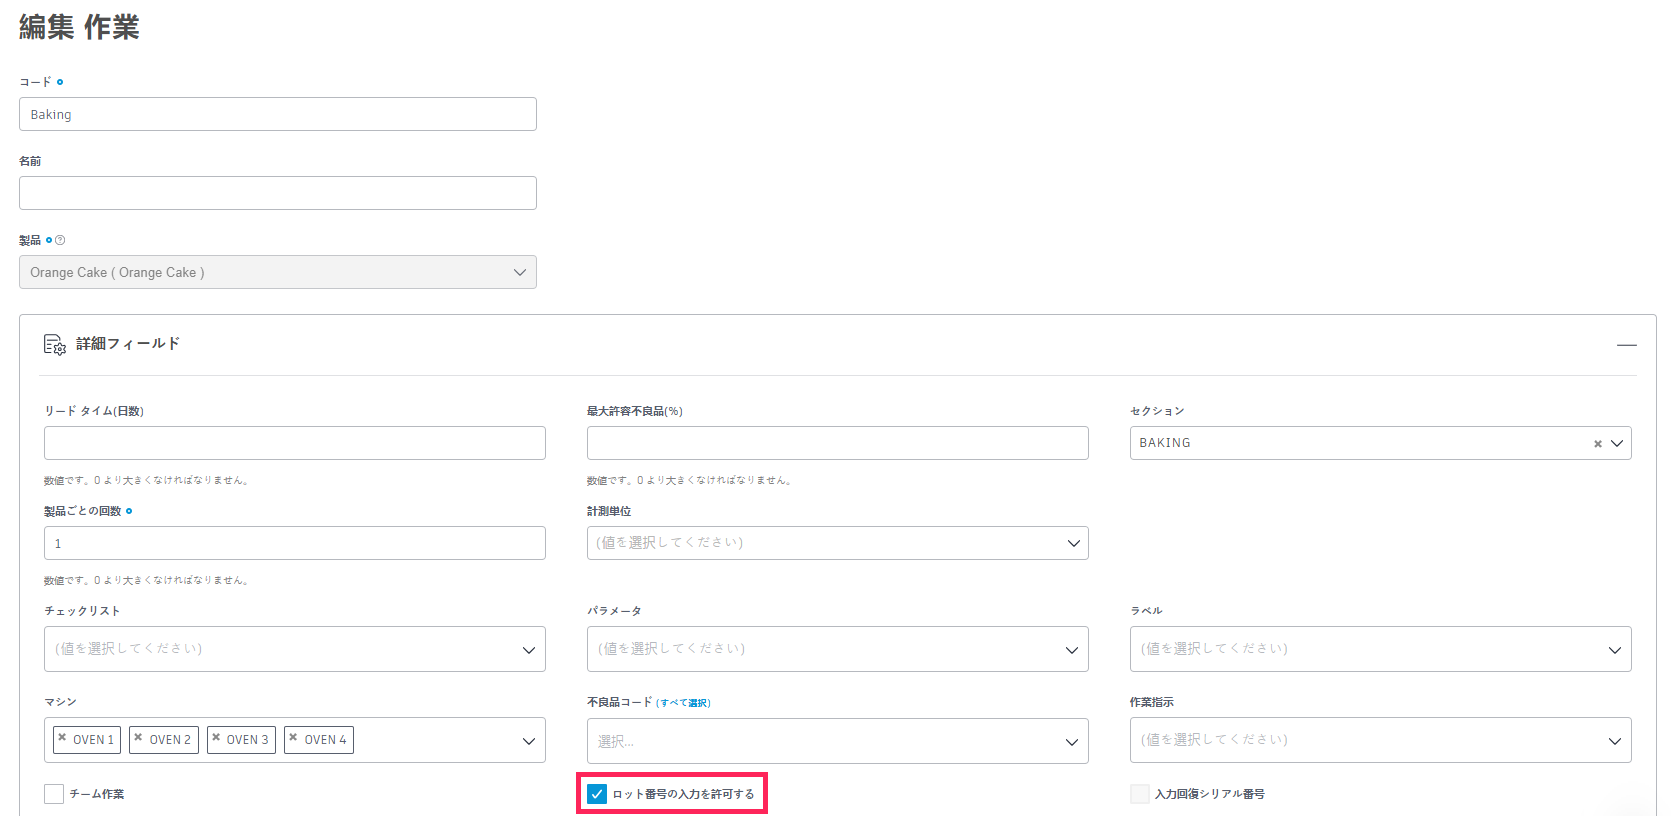 編集 作業
コード
Baking
名前
製品
Orange Cake ( Orange Cake )
詳細フィールド
リード タイム(日数)
最大許容不良品(%)
セクション
BAKING
数値です。0 より大きくなければなりません。
数値です。0 より大きくなければなりません。
製品ごとの回数
計測単位
1
(値を選択してください)
数値です。0 より大きくなければなりません。
チェックリスト
パラメータ
ラベル
(値を選択してください)
(値を選択してください)
(値を選択してください)
マシン
不良品コード (すべて選択)
作業指示
OVEN 1 OVEN 2 OVEN 3 OVEN 4
選択...
(値を選択してください)
チーム作業
ロット番号の入力を許可する
入力回復シリアル番号